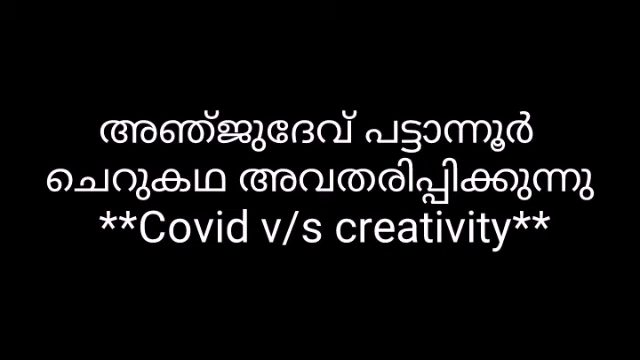 അഞ്ജുദേവ് പട്ടാന്നൂർ
ചെറുകഥ അവതരിപ്പിക്കുന്നു
**Covid v/s creativity**